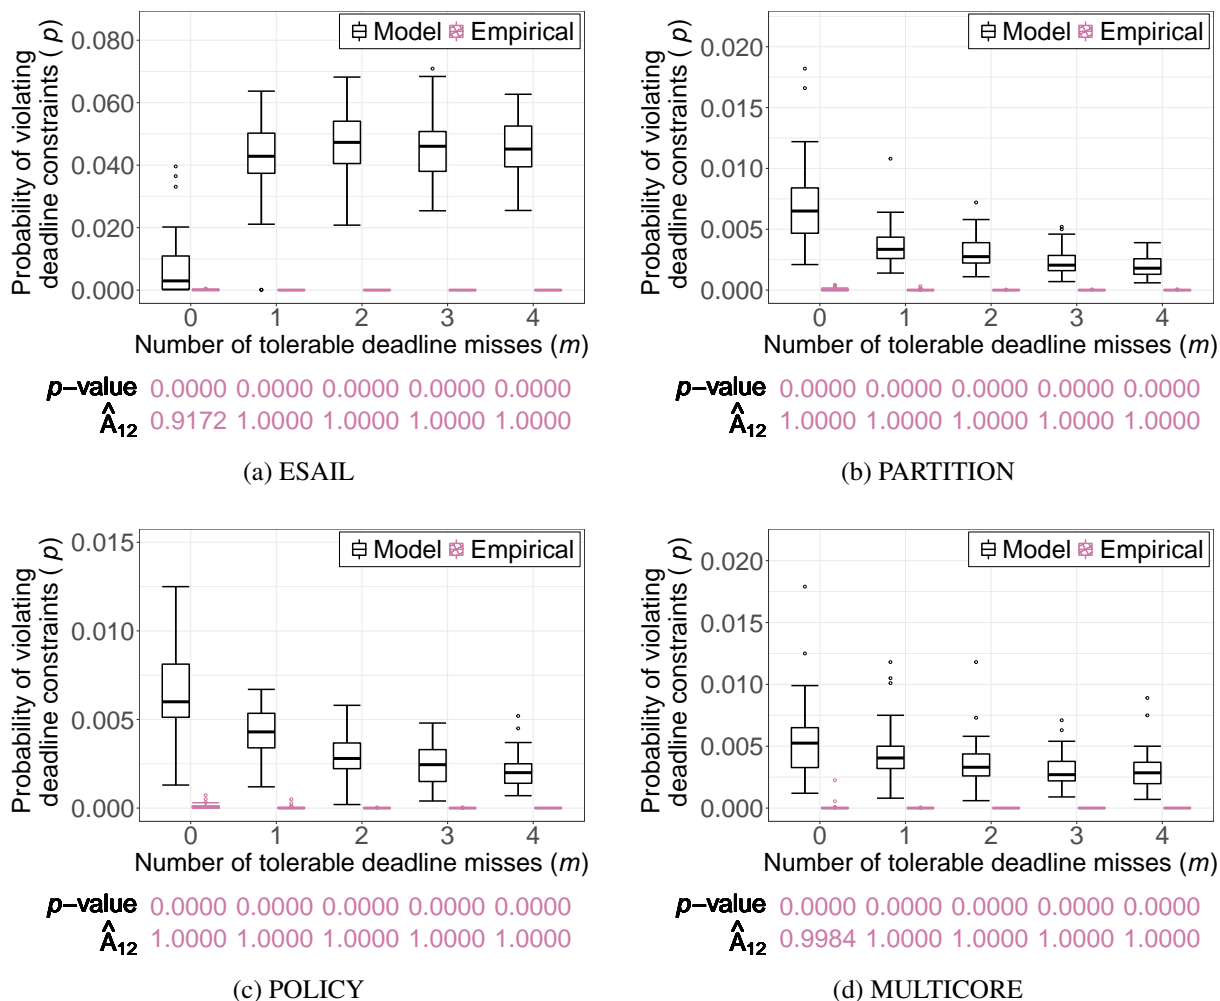 Probability of violating
deadline constraints ( p)
0.080
0.060
0.040
0.020
0.000
Model Empirical
0 1 2 3 4
Number of tolerable deadline misses (m)
p−value 0.0000 0.0000 0.0000 0.0000 0.0000
Â12 0.9172 1.0000 1.0000 1.0000 1.0000
(a) ESAIL
Probability of violating
deadline constraints ( p)
0.020
0.015
0.010
0.005
0.000
Model Empirical
0 1 2 3 4
Number of tolerable deadline misses (m)
p−value 0.0000 0.0000 0.0000 0.0000 0.0000
Â12 1.0000 1.0000 1.0000 1.0000 1.0000
(b) PARTITION
Probability of violating
deadline constraints ( p)
0.015
0.010
0.005
0.000
Model Empirical
0 1 2 3 4
Number of tolerable deadline misses (m)
p−value 0.0000 0.0000 0.0000 0.0000 0.0000
Â12 1.0000 1.0000 1.0000 1.0000 1.0000
(c) POLICY
Probability of violating
deadline constraints ( p)
0.020
0.015
0.010
0.005
0.000
Model Empirical
0 1 2 3 4
Number of tolerable deadline misses (m)
p−value 0.0000 0.0000 0.0000 0.0000 0.0000
Â12 0.9984 1.0000 1.0000 1.0000 1.0000
(d) MULTICORE